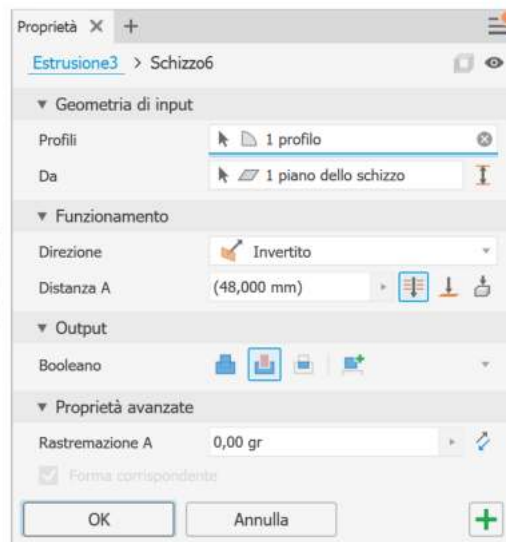 Proprietà
Estrusione3 > Schizzo6
Geometria di input
Profili 1 profilo
Da 1 piano dello schizzo
Funzionamento
Direzione Invertito
Distanza A (48,000 mm)
Output
Booleano
Proprietà avanzate
Rastremazione A 0,00 gr
Forma corrispondente
OK Annulla